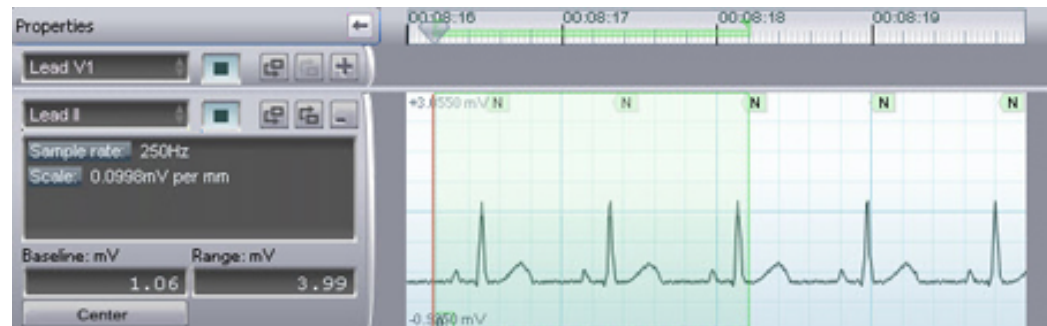 Properties
00:08:16 00:08:17 00:08:18 00:08:19
Lead V1
Lead II
+3.0550 mV N N N N N
Sample rate: 250Hz
Scale: 0.0998mV per mm
Baseline: mV Range: mV
1.06 3.99
Center
mV